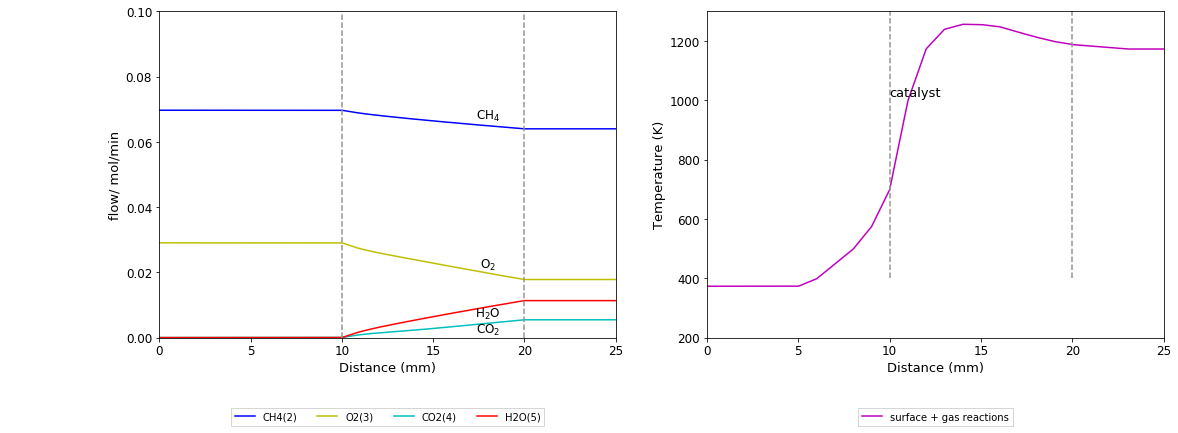 0.10
0.08
0.06
0.04
0.02
0.00
flow/ mol/min
CH₄
O₂
H₂O
CO₂
0 5 10 15 20 25
Distance (mm)
CH4(2) O2(3) CO2(4) H2O(5)
1200
1000
800
600
400
200
Temperature (K)
catalyst
0 5 10 15 20 25
Distance (mm)
surface + gas reactions